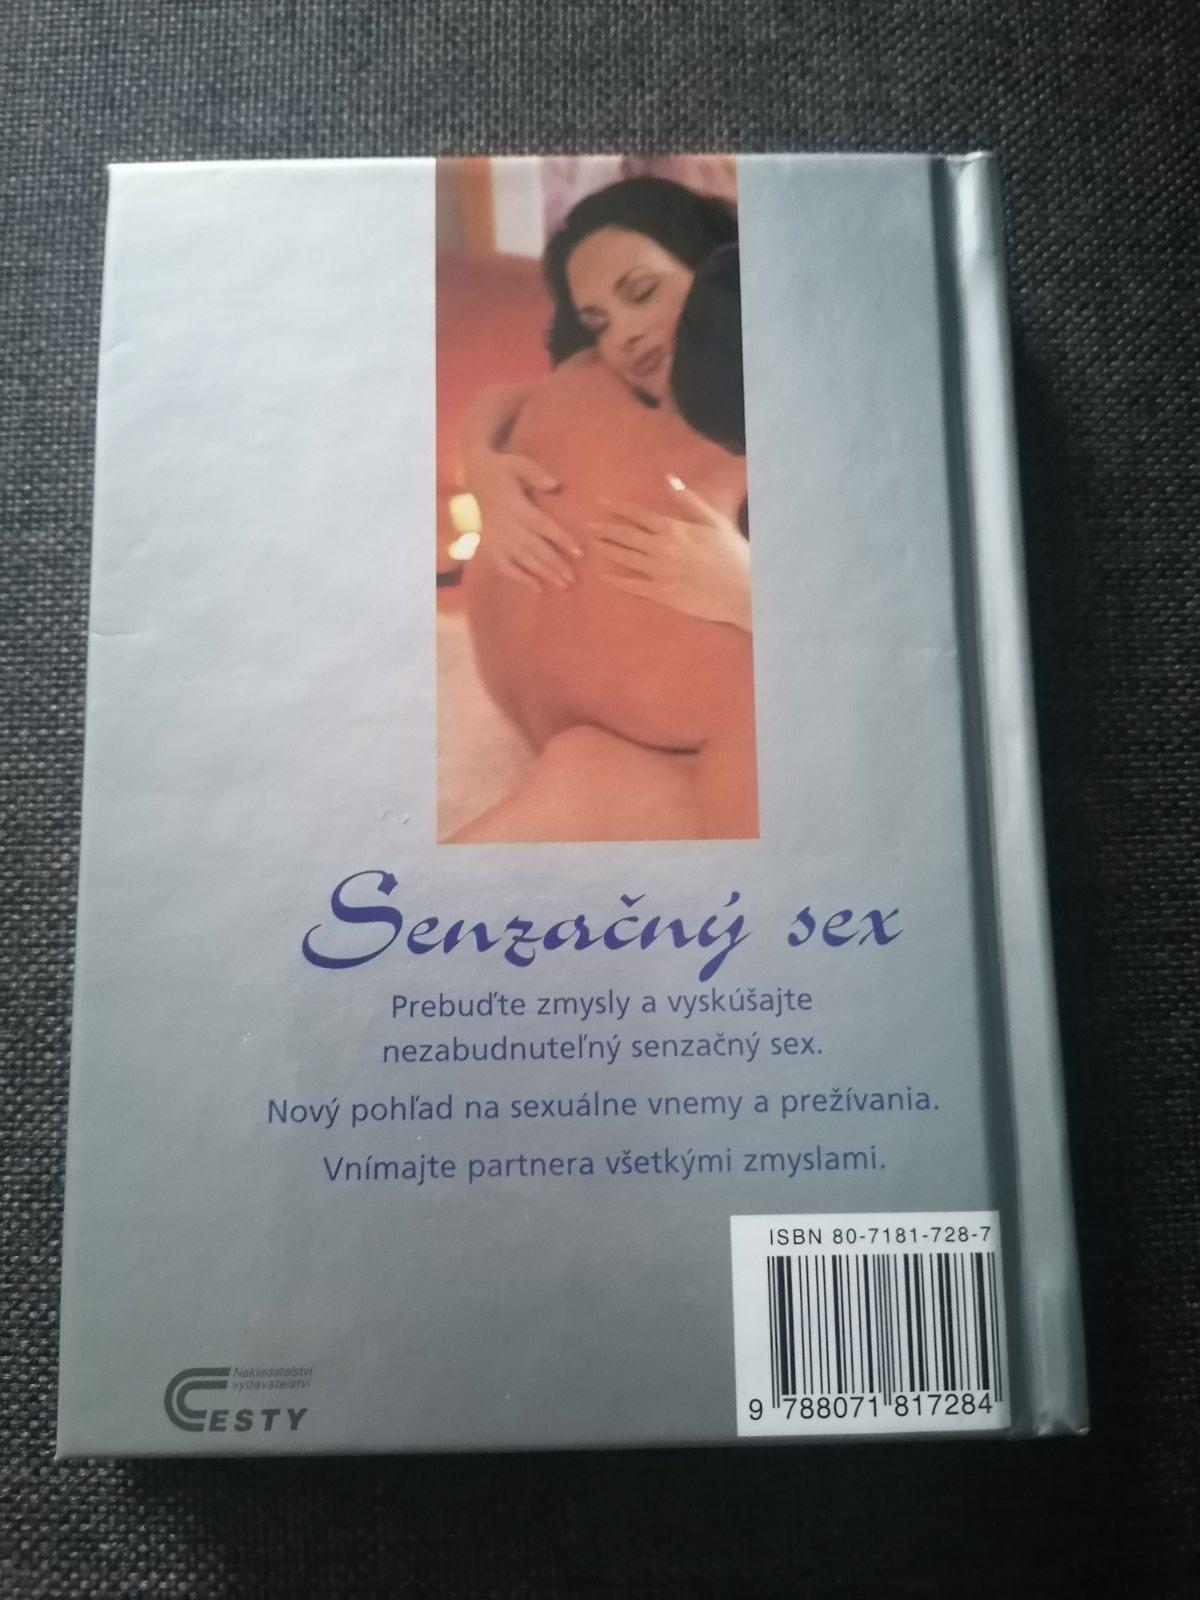 Senzačný sex
Prebuďte zmysly a vyskúšajte
nezabudnuteľný senzačný sex.
Nový pohľad na sexuálne vnemy a prežívania.
Vnímajte partnera všetkými zmyslami.
ISBN 80-7181-728-7
9 788071 817284
Nakladatelství
vydavatelství
CESTY